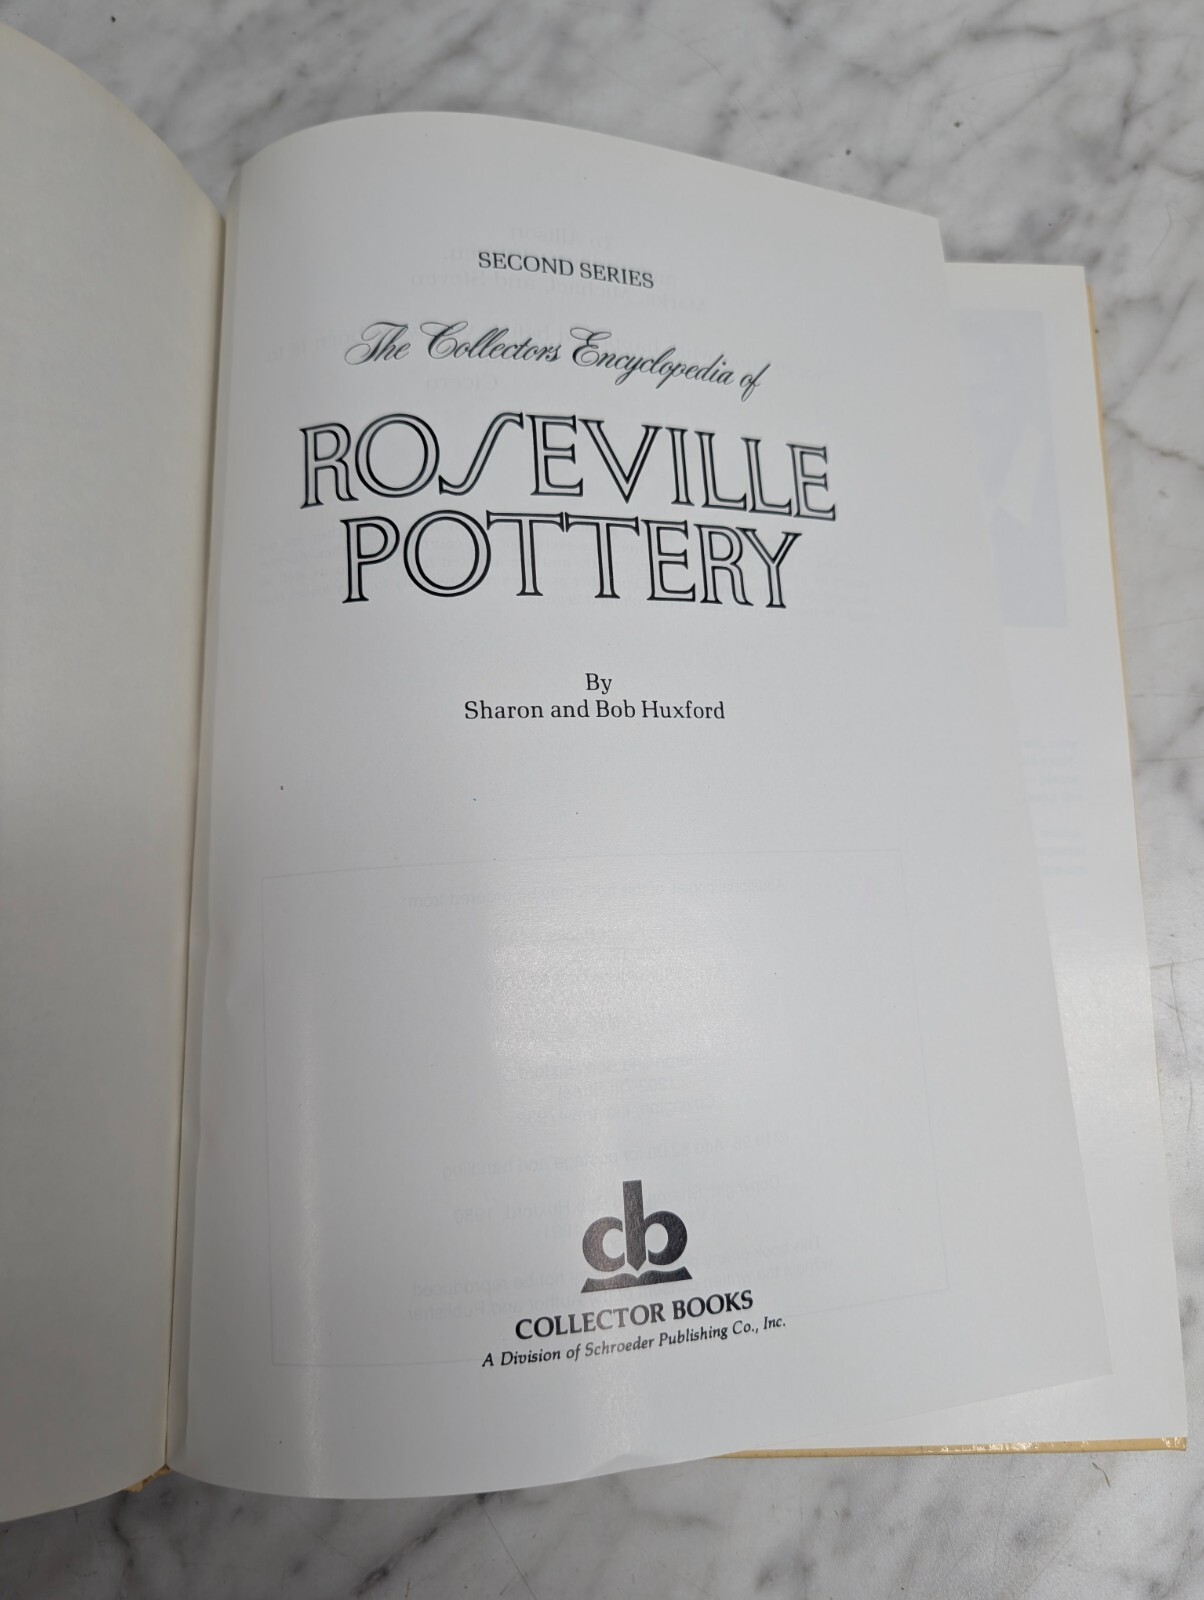 SECOND SERIES
The Collectors Encyclopedia of
ROSEVILLE
POTTERY
By
Sharon and Bob Huxford
cb
COLLECTOR BOOKS
A Division of Schroeder Publishing Co., Inc.